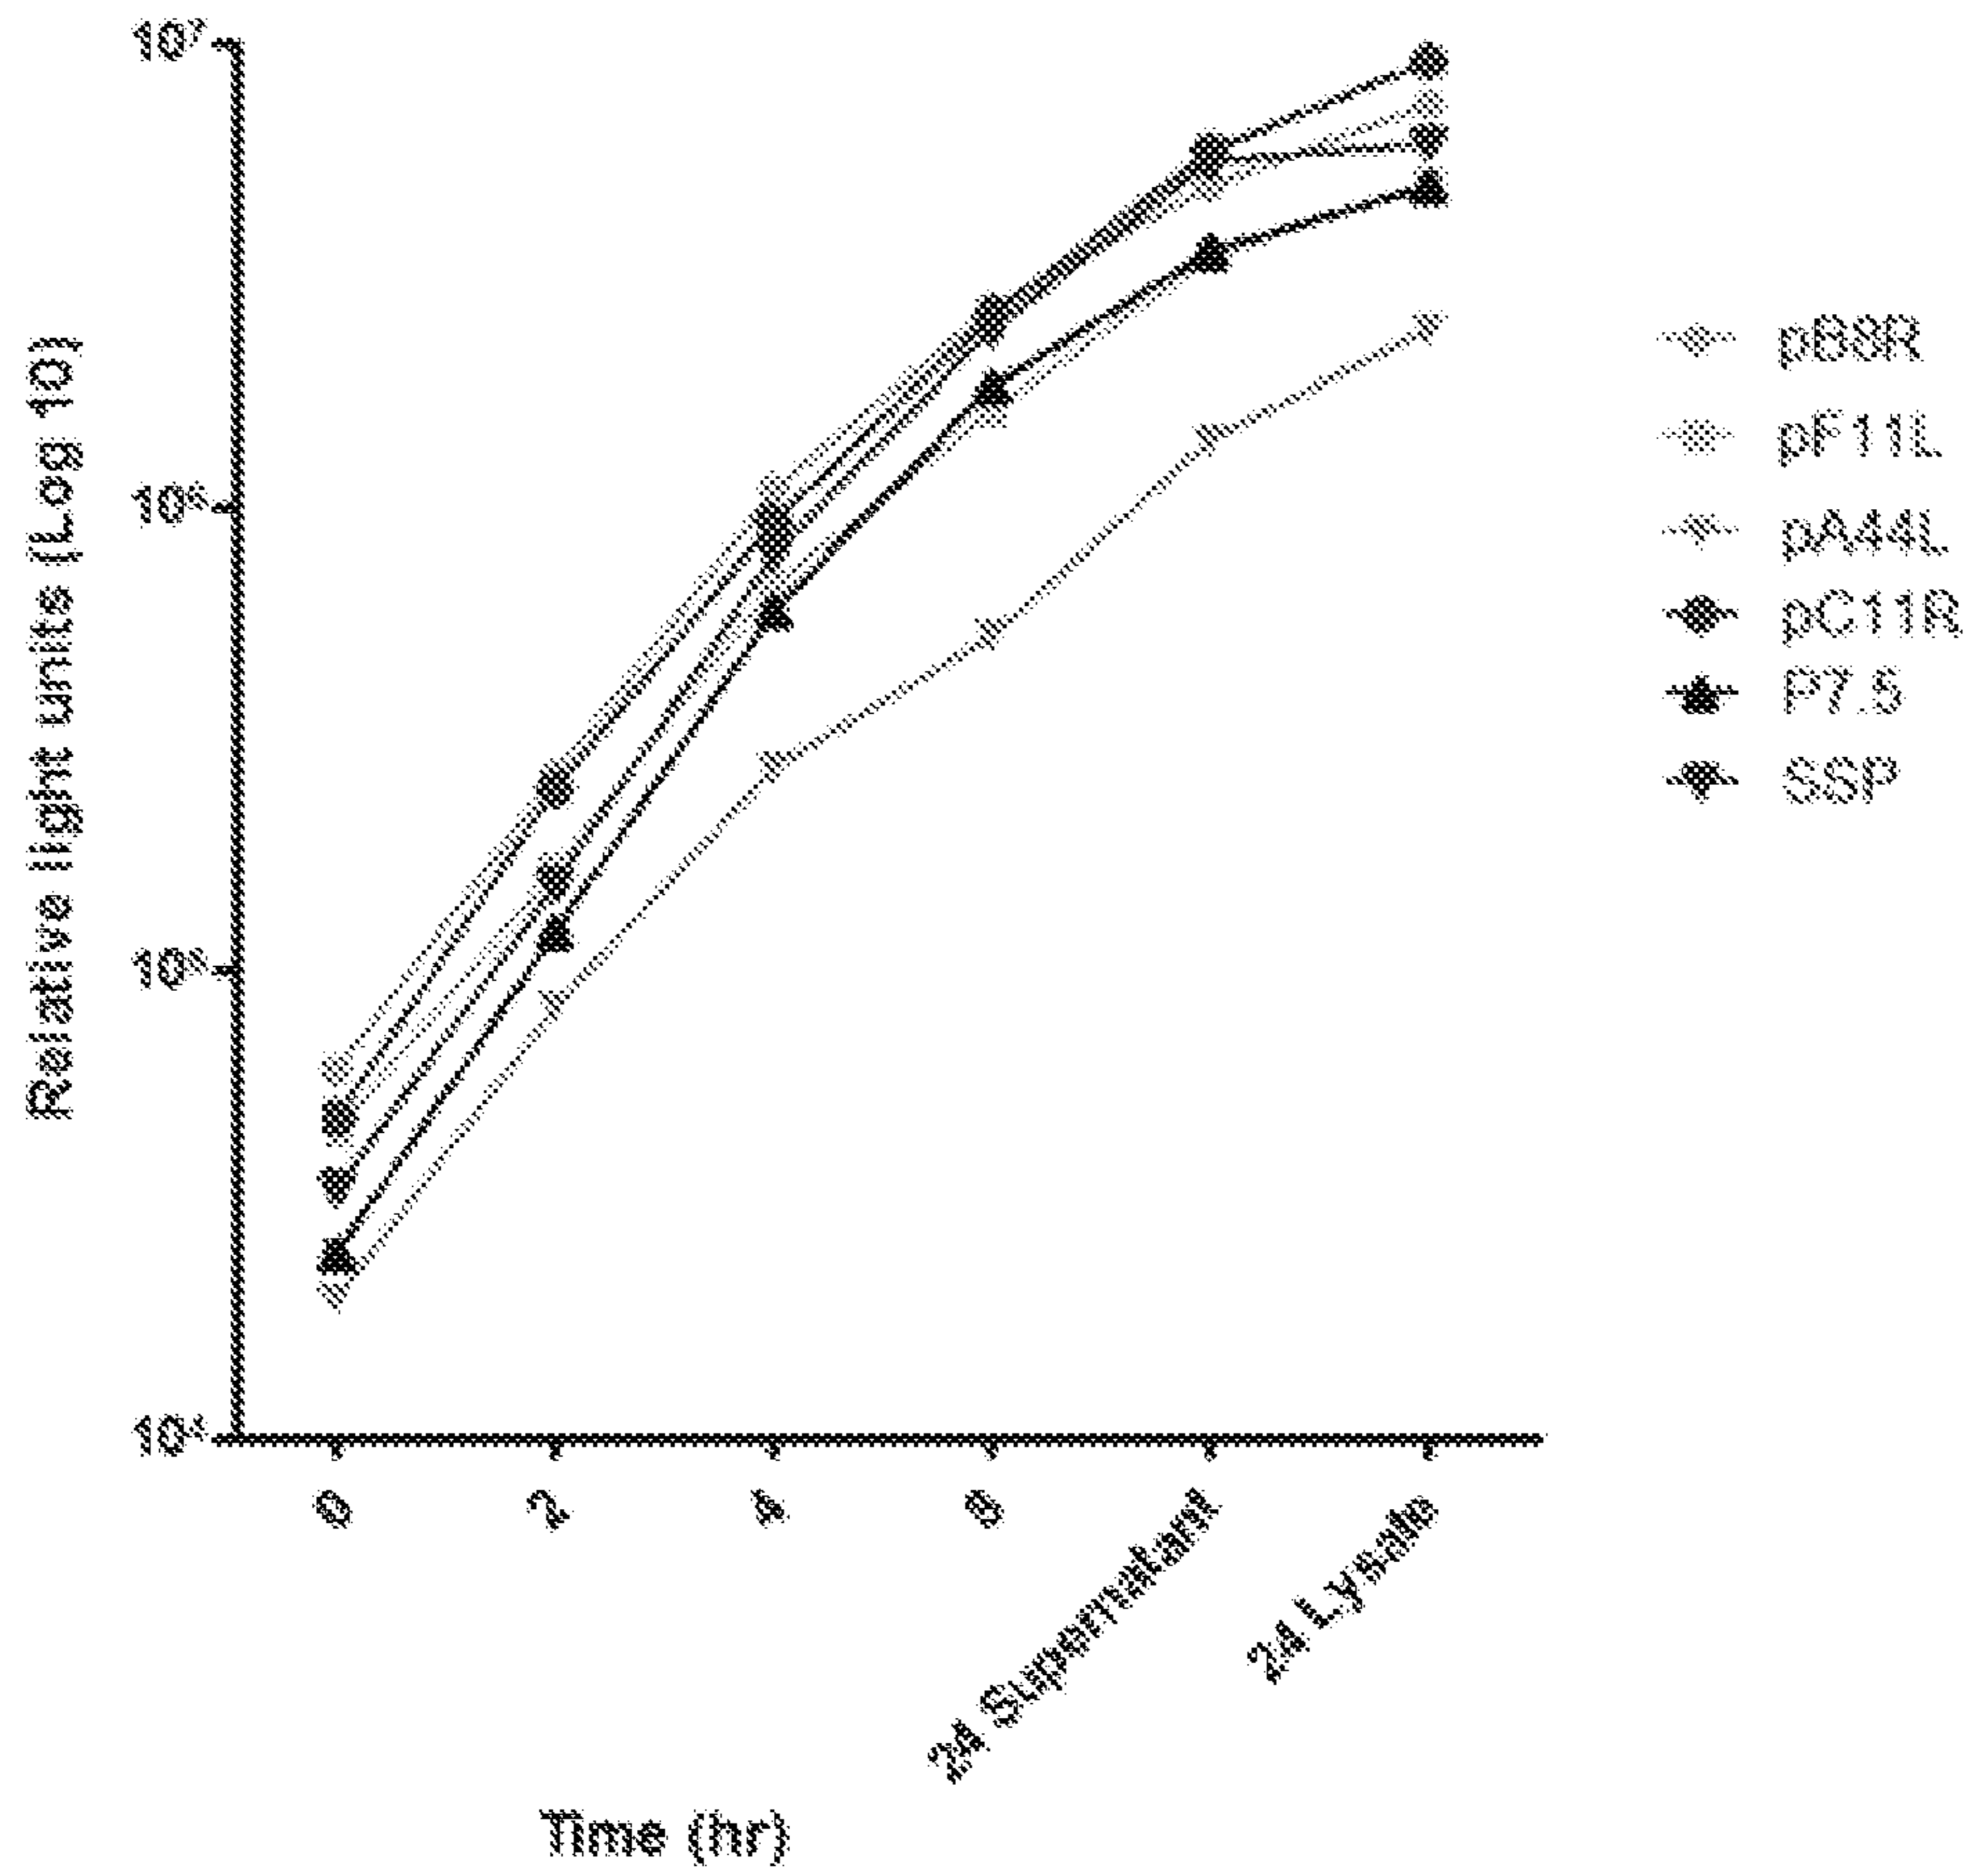 Relative light units (Log 10)
10⁷
10⁶
10⁵
10⁴
0
2
4
24 Supernatant
24 Lysate
Time (hr)
pB8R
pF11L
pA44L
pC11R
P7.5
SSP